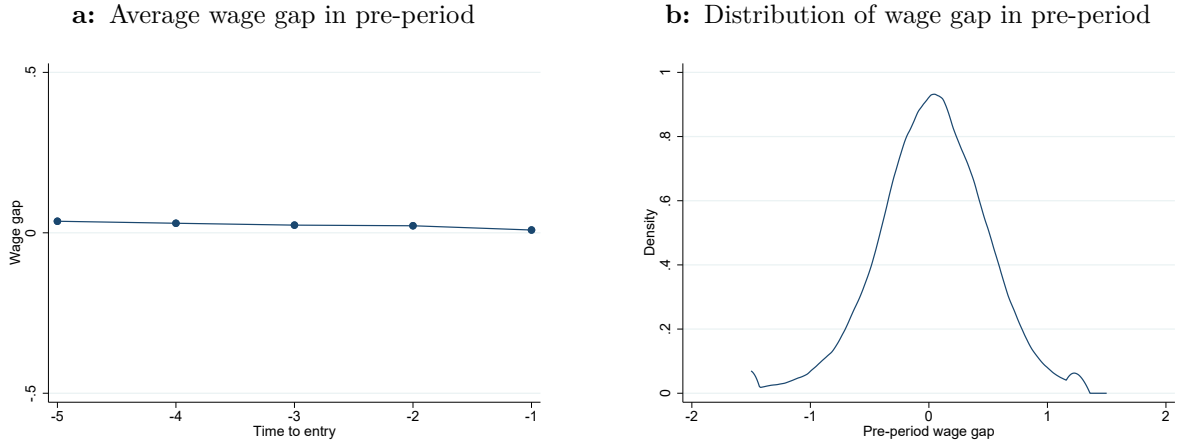 a: Average wage gap in pre-period
.5
0
-.5
Wage gap
-5 -4 -3 -2 -1
Time to entry
b: Distribution of wage gap in pre-period
1
.8
.6
.4
.2
0
Density
-2 -1 0 1 2
Pre-period wage gap